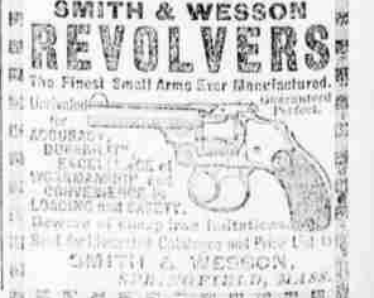 SMITH & WESSON
REVOLVERS
The Finest Small Arms Ever Manufactured.
Unrivaled
Guaranteed
Perfect.
for
ACCURACY,
DURABILITY
EXCELLENCE of
WORKMANSHIP
CONVENIENCE in
LOADING and SAFETY.
Beware of cheap iron Imitations.
Send for Illustrated Catalogue and Price List to
SMITH & WESSON,
SPRINGFIELD, MASS.